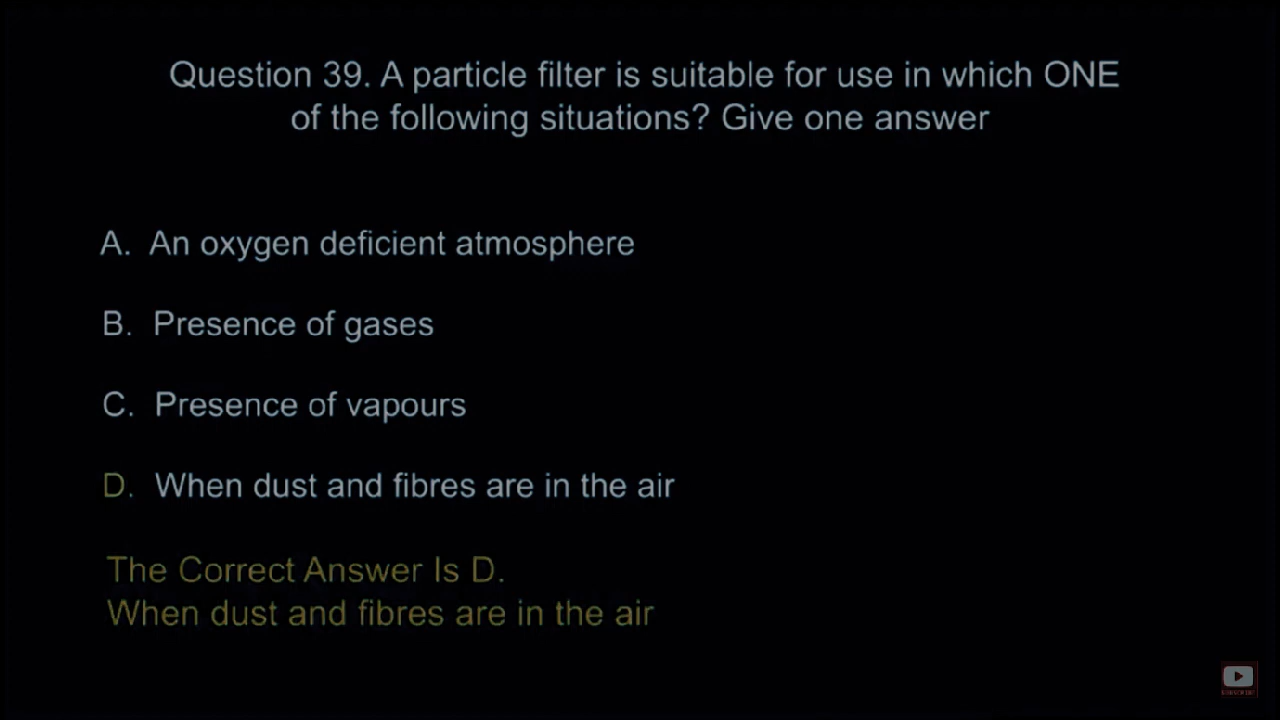 Question 39. A particle filter is suitable for use in which ONE
of the following situations? Give one answer
A. An oxygen deficient atmosphere
B. Presence of gases
C. Presence of vapours
D. When dust and fibres are in the air
The Correct Answer Is D.
When dust and fibres are in the air